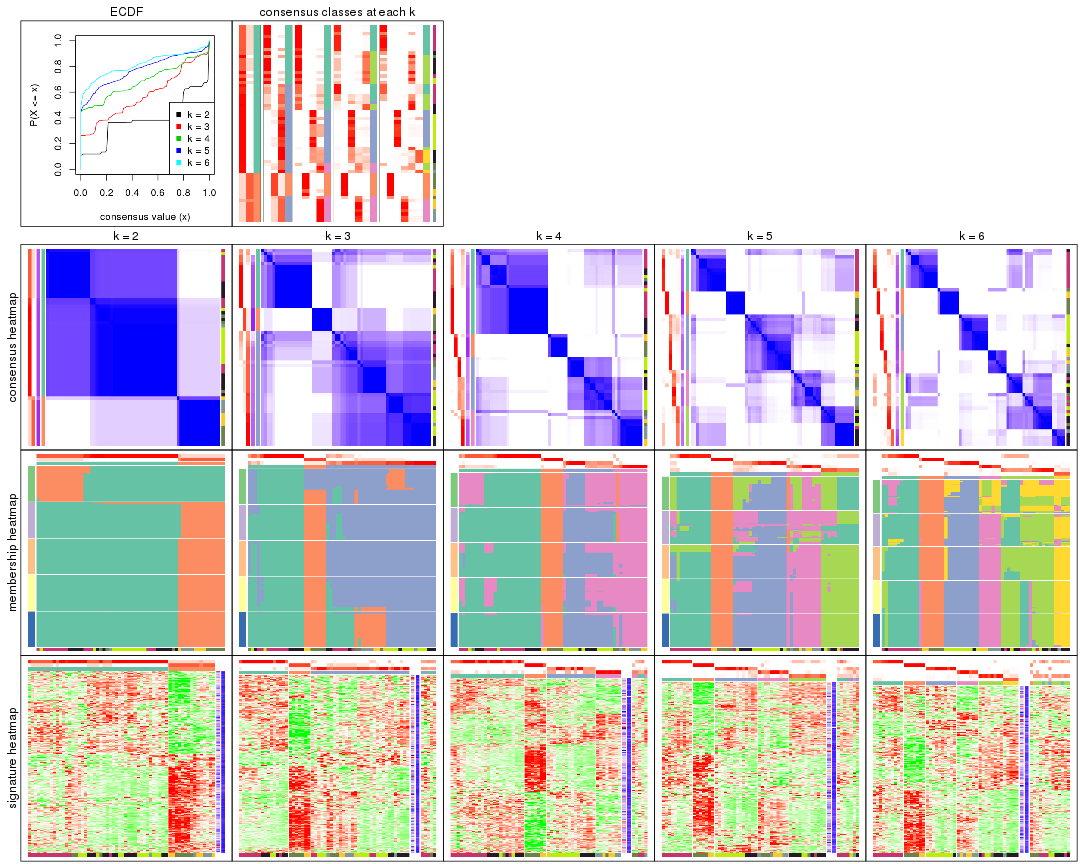 ECDF
consensus classes at each k
P(X <= x)
0.0 0.2 0.4 0.6 0.8 1.0
k = 2
k = 3
k = 4
k = 5
k = 6
0.0 0.2 0.4 0.6 0.8 1.0
consensus value (x)
k = 2
k = 3
k = 4
k = 5
k = 6
consensus heatmap
membership heatmap
signature heatmap